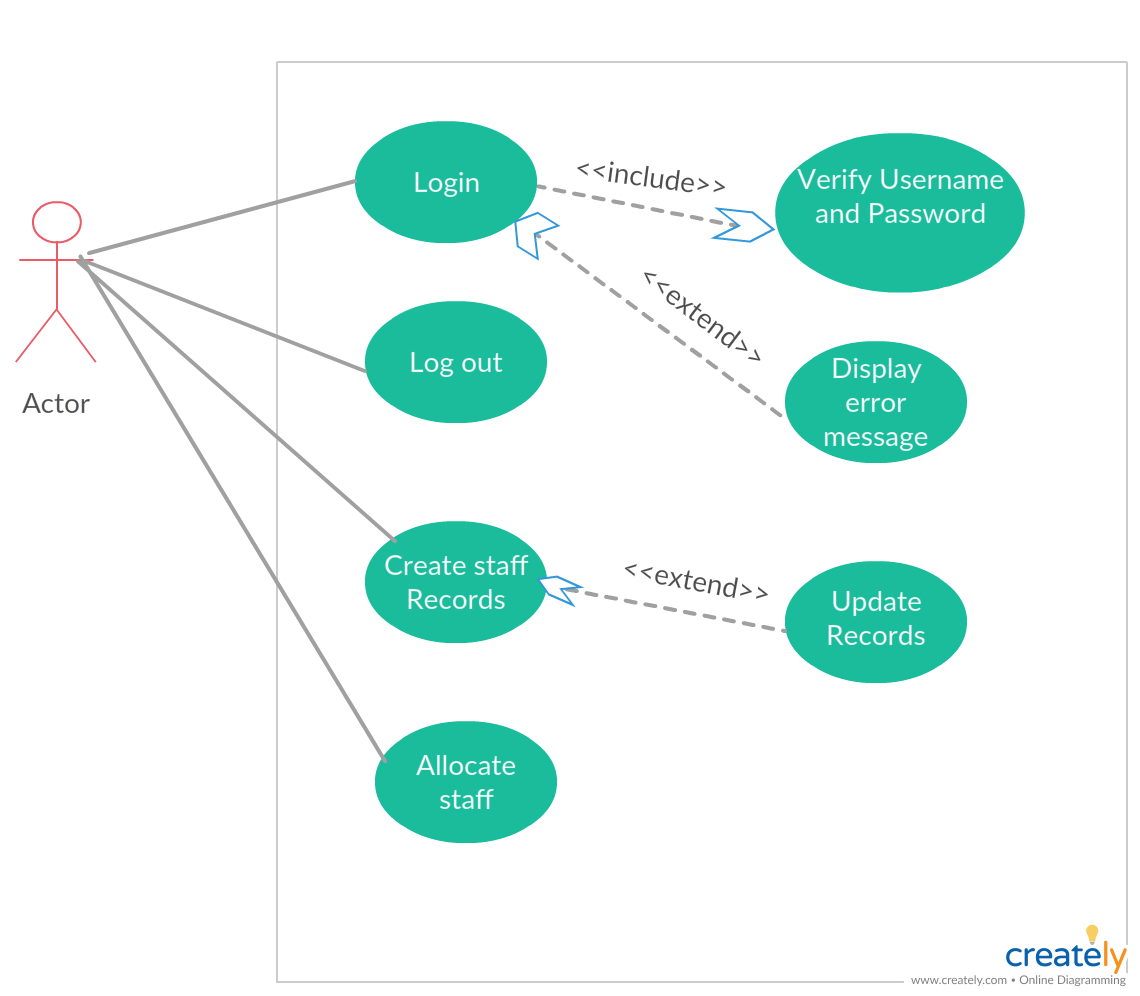 Login
<<include>>
Verify Username
and Password
<<extend>>
Log out
Display
error
message
Actor
Create staff
Records
<<extend>>
Update
Records
Allocate
staff
creately
www.creately.com • Online Diagramming